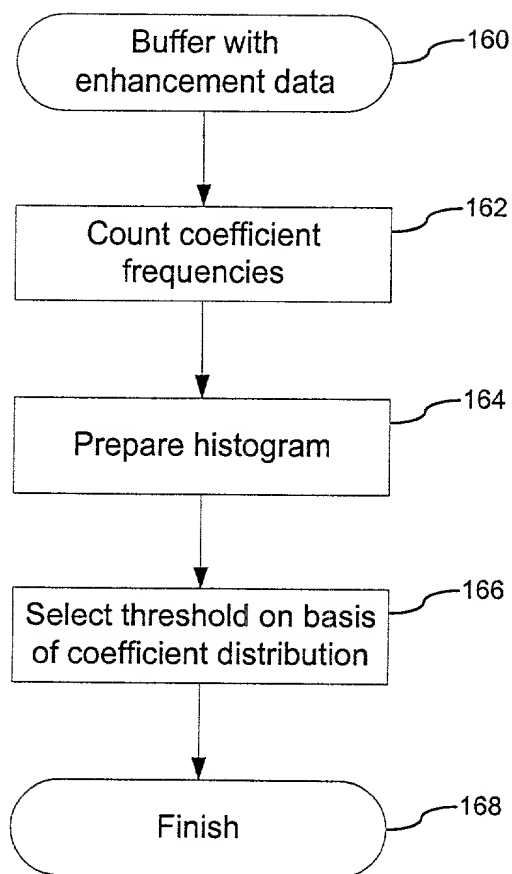 Buffer with
enhancement data
160
Count coefficient
frequencies
162
Prepare histogram
164
Select threshold on basis
of coefficient distribution
166
Finish
168